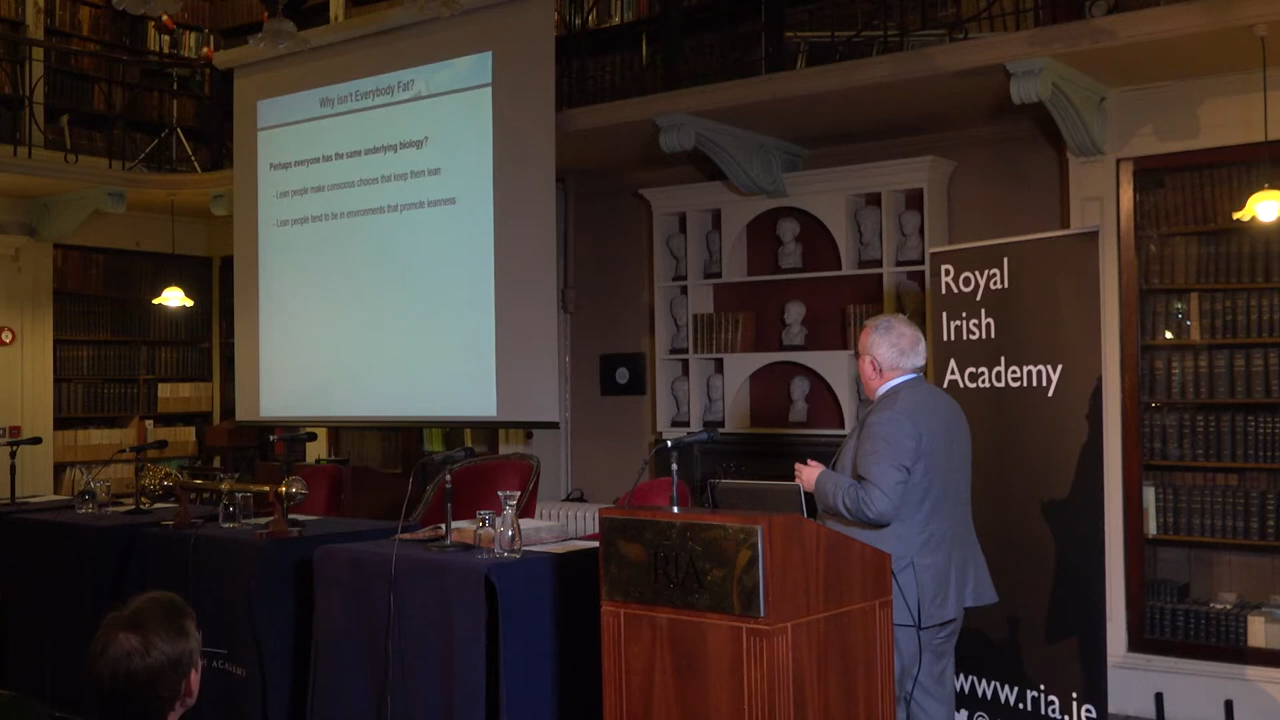 Why isn't Everybody Fat?
Perhaps everyone has the same underlying biology?
- Lean people make conscious choices that keep them lean
- Lean people tend to be in environments that promote leanness
Royal
Irish
Academy
RIA
H ACADEMY
www.ria.ie